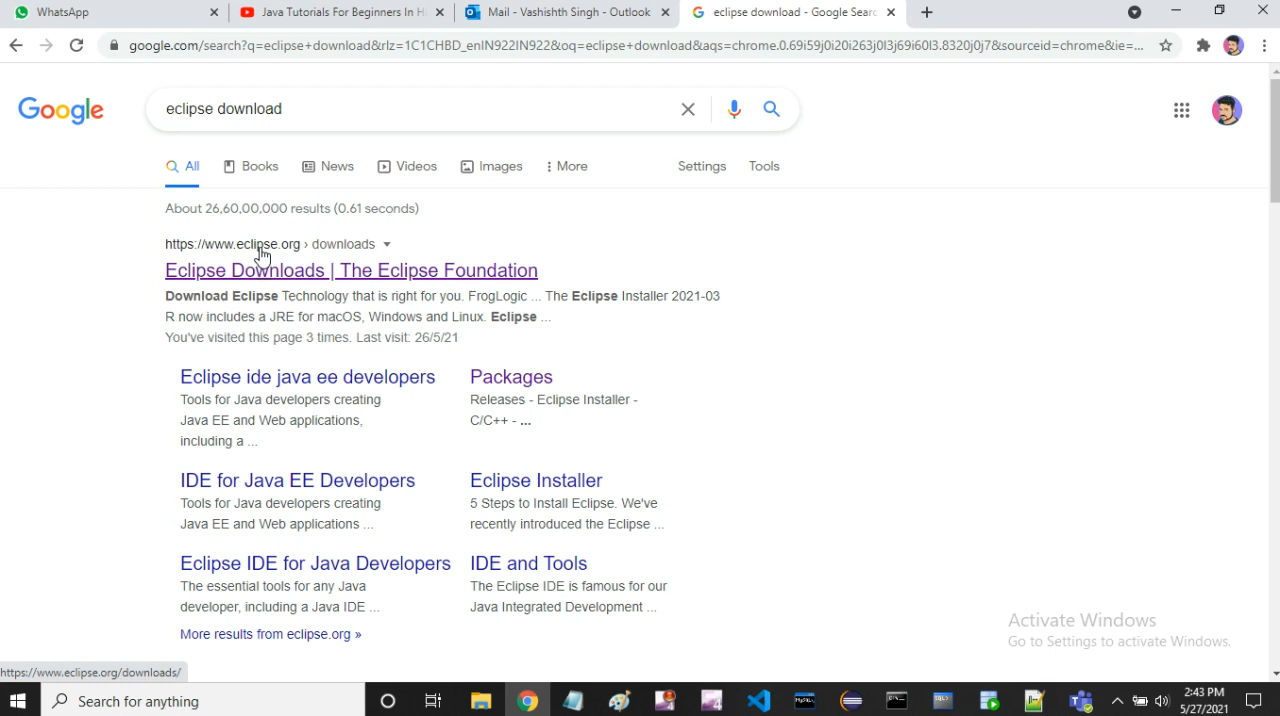 WhatsApp
Java Tutorials For Beginners In H
Mail - Vashishth Singh - Outlook
eclipse download - Google Searc
google.com/search?q=eclipse+download&rlz=1C1CHBD_enIN922IN922&oq=eclipse+download&aqs=chrome.0.69i59j0i20i263j0l3j69i60l3.8320j0j7&sourceid=chrome&ie=...
Google
eclipse download
All
Books
News
Videos
Images
More
Settings
Tools
About 26,60,00,000 results (0.61 seconds)
https://www.eclipse.org › downloads
Eclipse Downloads | The Eclipse Foundation
Download Eclipse Technology that is right for you. FrogLogic ... The Eclipse Installer 2021-03
R now includes a JRE for macOS, Windows and Linux. Eclipse ...
You've visited this page 3 times. Last visit: 26/5/21
Eclipse ide java ee developers
Tools for Java developers creating
Java EE and Web applications,
including a ...
Packages
Releases - Eclipse Installer -
C/C++ - ...
IDE for Java EE Developers
Tools for Java developers creating
Java EE and Web applications ...
Eclipse Installer
5 Steps to Install Eclipse. We've
recently introduced the Eclipse ...
Eclipse IDE for Java Developers
The essential tools for any Java
developer, including a Java IDE ...
IDE and Tools
The Eclipse IDE is famous for our
Java Integrated Development ...
More results from eclipse.org »
Activate Windows
Go to Settings to activate Windows.
https://www.eclipse.org/downloads/
Search for anything
2:43 PM
5/27/2021